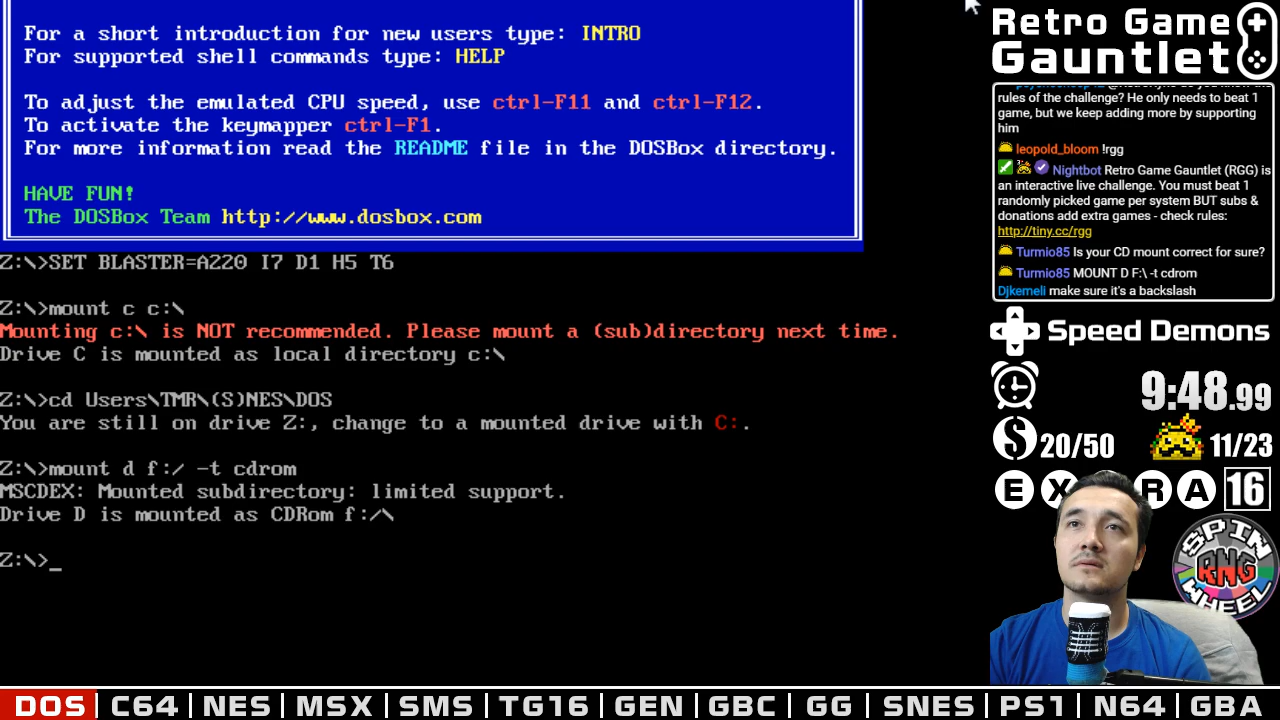 For a short introduction for new users type: INTRO
For supported shell commands type: HELP
To adjust the emulated CPU speed, use ctrl-F11 and ctrl-F12.
To activate the keymapper ctrl-F1.
For more information read the README file in the DOSBox directory.
HAVE FUN!
The DOSBox Team http://www.dosbox.com
Z:\>SET BLASTER=A220 I7 D1 H5 T6
Z:\>mount c c:\
Mounting c:\ is NOT recommended. Please mount a (sub)directory next time.
Drive C is mounted as local directory c:\
Z:\>cd Users\TMR\(S)NES\DOS
You are still on drive Z:, change to a mounted drive with C:.
Z:\>mount d f:/ -t cdrom
MSCDEX: Mounted subdirectory: limited support.
Drive D is mounted as CDRom f:/\
Z:\>_
Retro Game
Gauntlet
rules of the challenge? He only needs to beat 1
game, but we keep adding more by supporting
him
leopold_bloom !rgg
Nightbot Retro Game Gauntlet (RGG) is
an interactive live challenge. You must beat 1
randomly picked game per system BUT subs &
donations add extra games - check rules:
http://tiny.cc/rgg
Turmio85 Is your CD mount correct for sure?
Turmio85 MOUNT D F:\ -t cdrom
Djkemeli make sure it's a backslash
Speed Demons
9:48.99
$ 20/50 11/23
E X R A 16
SPIN
RNG
WHEEL
DOS C64 NES MSX SMS TG16 GEN GBC GG SNES PS1 N64 GBA